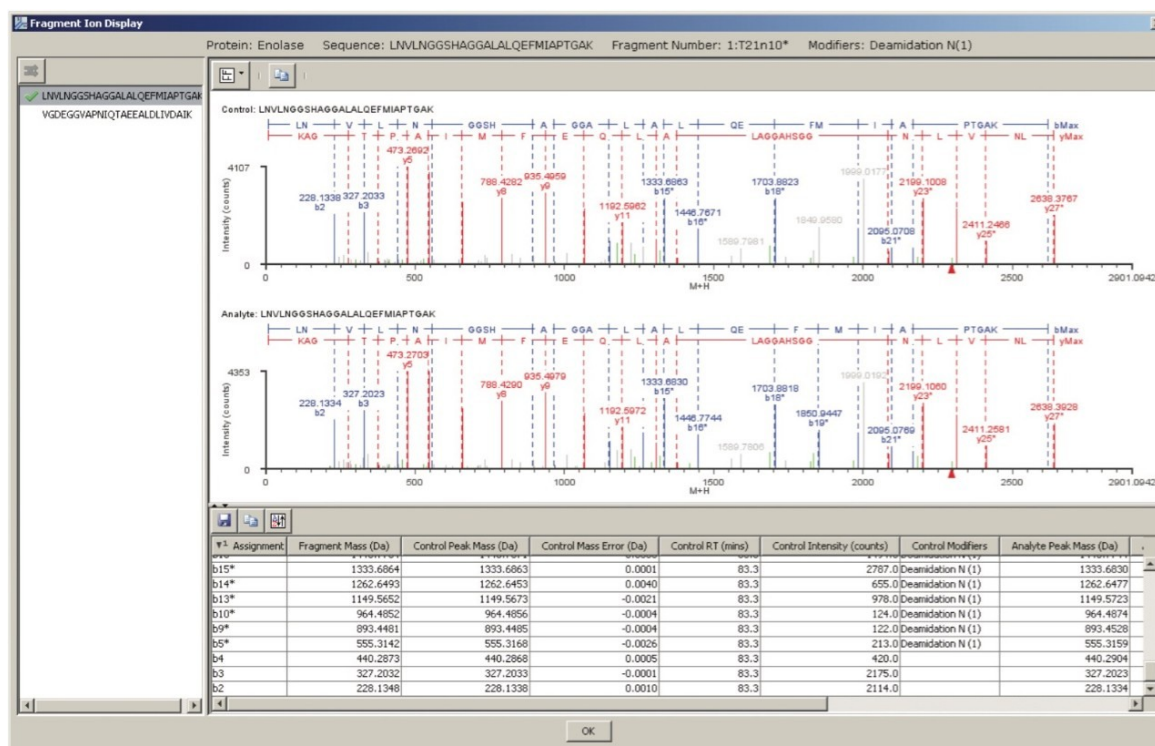 Fragment Ion Display
Protein: Enolase Sequence: LNVLNGGSHAGGALALQEFMIAPTGAK Fragment Number: 1:T21n10* Modifiers: Deamidation N(1)
LNVLNGGSHAGGALALQEFMIAPTGAK
VGDEGGVAPNIQTAEEALDLIVDAIK
Control: LNVLNGGSHAGGALALQEFMIAPTGAK
LN V L N GGSH A GGA L A L QE FM I A PTGAK bMax
KAG T P A I M F E Q L A LAGGAHSGG N L V NL yMax
4107
Intensity (counts)
0
228.1338
b2
327.2033
b3
473.2692
y5
788.4282
y8
935.4959
y9
1192.5962
y11
1333.6863
b15*
1446.7671
b16*
1589.7981
1703.8823
b18*
1849.9580
1999.0177
2095.0708
b21*
2199.1008
y23*
2411.2466
y25*
2638.3767
y27*
0 500 1000 1500 2000 2500 2901.0942
M+H
Analyte: LNVLNGGSHAGGALALQEFMIAPTGAK
LN V L N GGSH A GGA L A L QE F M I A PTGAK bMax
KAG T P A I M F E Q L A LAGGAHSGG N L V NL yMax
4353
Intensity (counts)
0
228.1334
b2
327.2023
b3
473.2703
y5
788.4290
y8
935.4979
y9
1192.5972
y11
1333.6830
b15*
1446.7744
b16*
1589.7806
1703.8818
b18*
1850.9447
b19*
1999.0192
2095.0769
b21*
2199.1060
y23*
2411.2581
y25*
2638.3928
y27*
0 500 1000 1500 2000 2500 2901.0942
M+H
Assignment Fragment Mass (Da) Control Peak Mass (Da) Control Mass Error (Da) Control RT (mins) Control Intensity (counts) Control Modifiers Analyte Peak Mass (Da)
b15* 1333.6864 1333.6863 0.0001 83.3 2787.0 Deamidation N (1) 1333.6830
b14* 1262.6493 1262.6453 0.0040 83.3 655.0 Deamidation N (1) 1262.6477
b13* 1149.5652 1149.5673 -0.0021 83.3 978.0 Deamidation N (1) 1149.5723
b10* 964.4852 964.4856 -0.0004 83.3 124.0 Deamidation N (1) 964.4874
b9* 893.4481 893.4485 -0.0004 83.3 122.0 Deamidation N (1) 893.4528
b5* 555.3142 555.3168 -0.0026 83.3 213.0 Deamidation N (1) 555.3159
b4 440.2873 440.2868 0.0005 83.3 420.0 440.2904
b3 327.2032 327.2033 -0.0001 83.3 2175.0 327.2023
b2 228.1348 228.1338 0.0010 83.3 2114.0 228.1334
OK